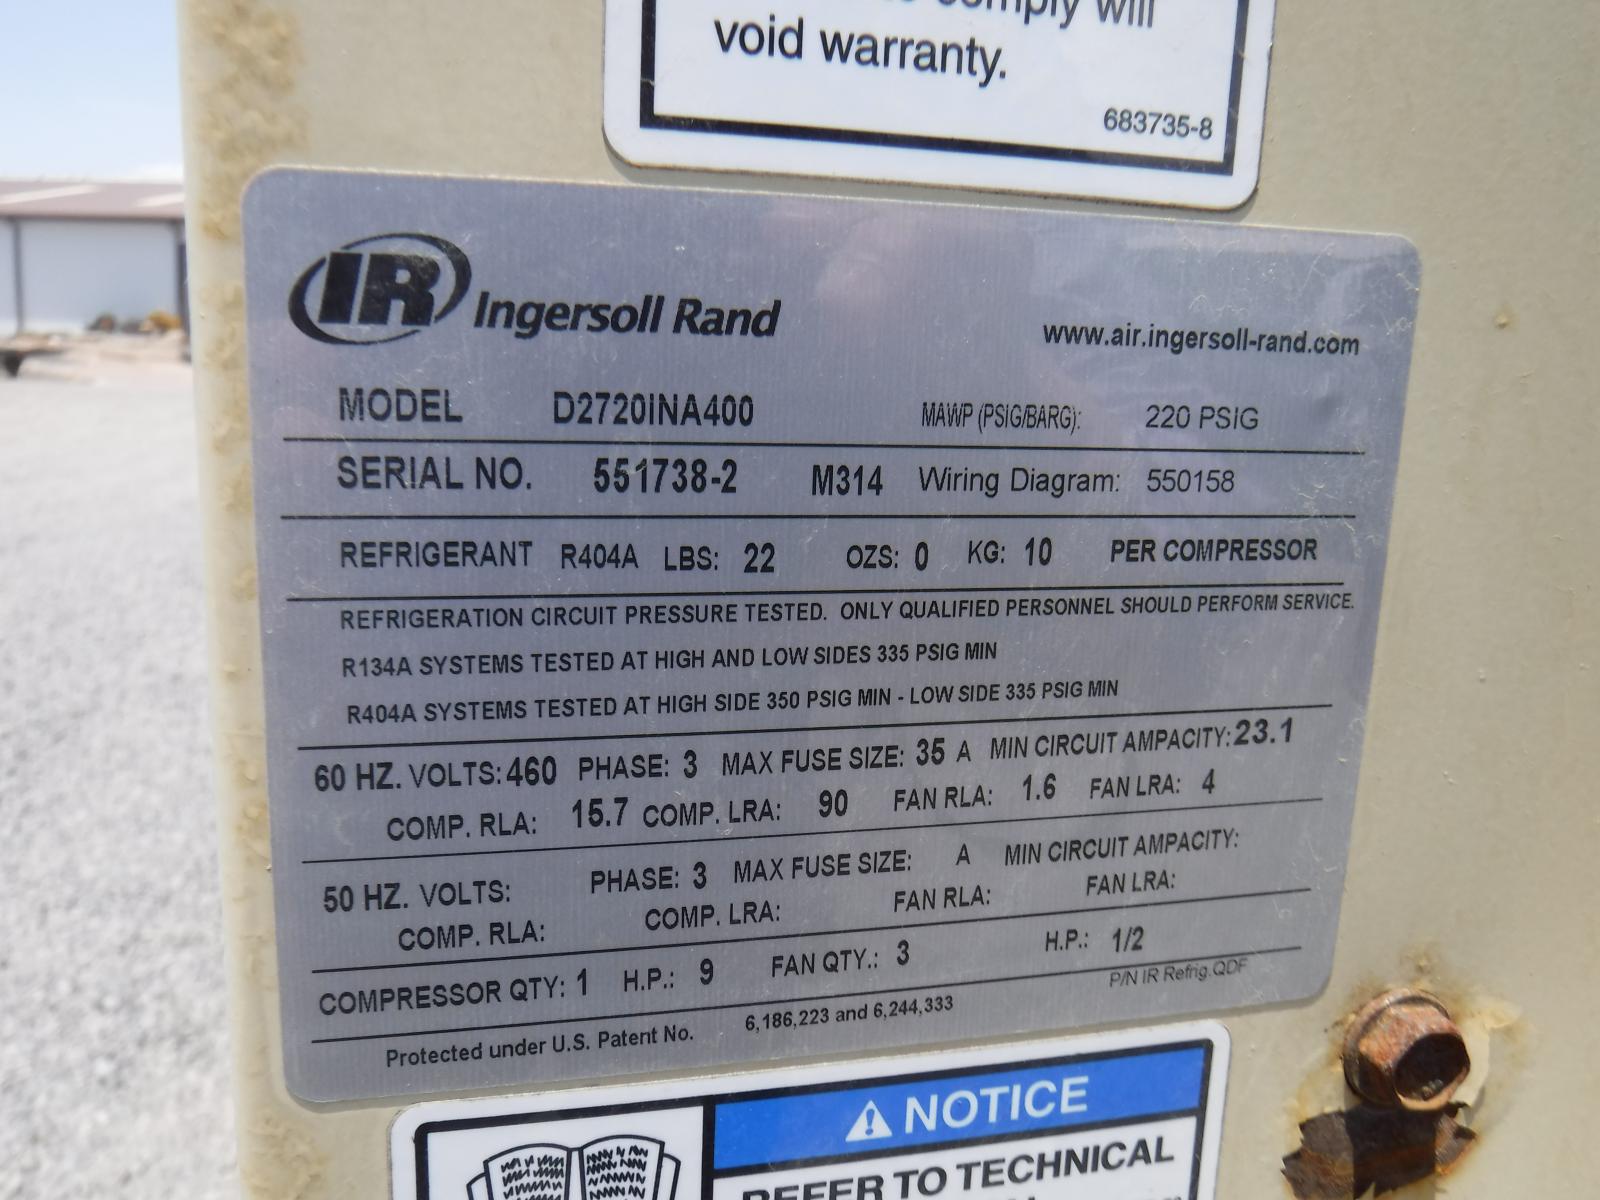 comply will
void warranty.
683735-8
IR Ingersoll Rand
www.air.ingersoll-rand.com
MODEL D2720INA400 MAWP (PSIG/BARG): 220 PSIG
SERIAL NO. 551738-2 M314 Wiring Diagram: 550158
REFRIGERANT R404A LBS: 22 OZS: 0 KG: 10 PER COMPRESSOR
REFRIGERATION CIRCUIT PRESSURE TESTED. ONLY QUALIFIED PERSONNEL SHOULD PERFORM SERVICE.
R134A SYSTEMS TESTED AT HIGH AND LOW SIDES 335 PSIG MIN
R404A SYSTEMS TESTED AT HIGH SIDE 350 PSIG MIN - LOW SIDE 335 PSIG MIN
60 HZ. VOLTS: 460 PHASE: 3 MAX FUSE SIZE: 35 A MIN CIRCUIT AMPACITY: 23.1
COMP. RLA: 15.7 COMP. LRA: 90 FAN RLA: 1.6 FAN LRA: 4
50 HZ. VOLTS: PHASE: 3 MAX FUSE SIZE: A MIN CIRCUIT AMPACITY:
COMP. RLA: COMP. LRA: FAN RLA: FAN LRA:
COMPRESSOR QTY: 1 H.P.: 9 FAN QTY.: 3 H.P.: 1/2
Protected under U.S. Patent No. 6,186,223 and 6,244,333 P/N IR Refrig.QDF
NOTICE
REFER TO TECHNICAL